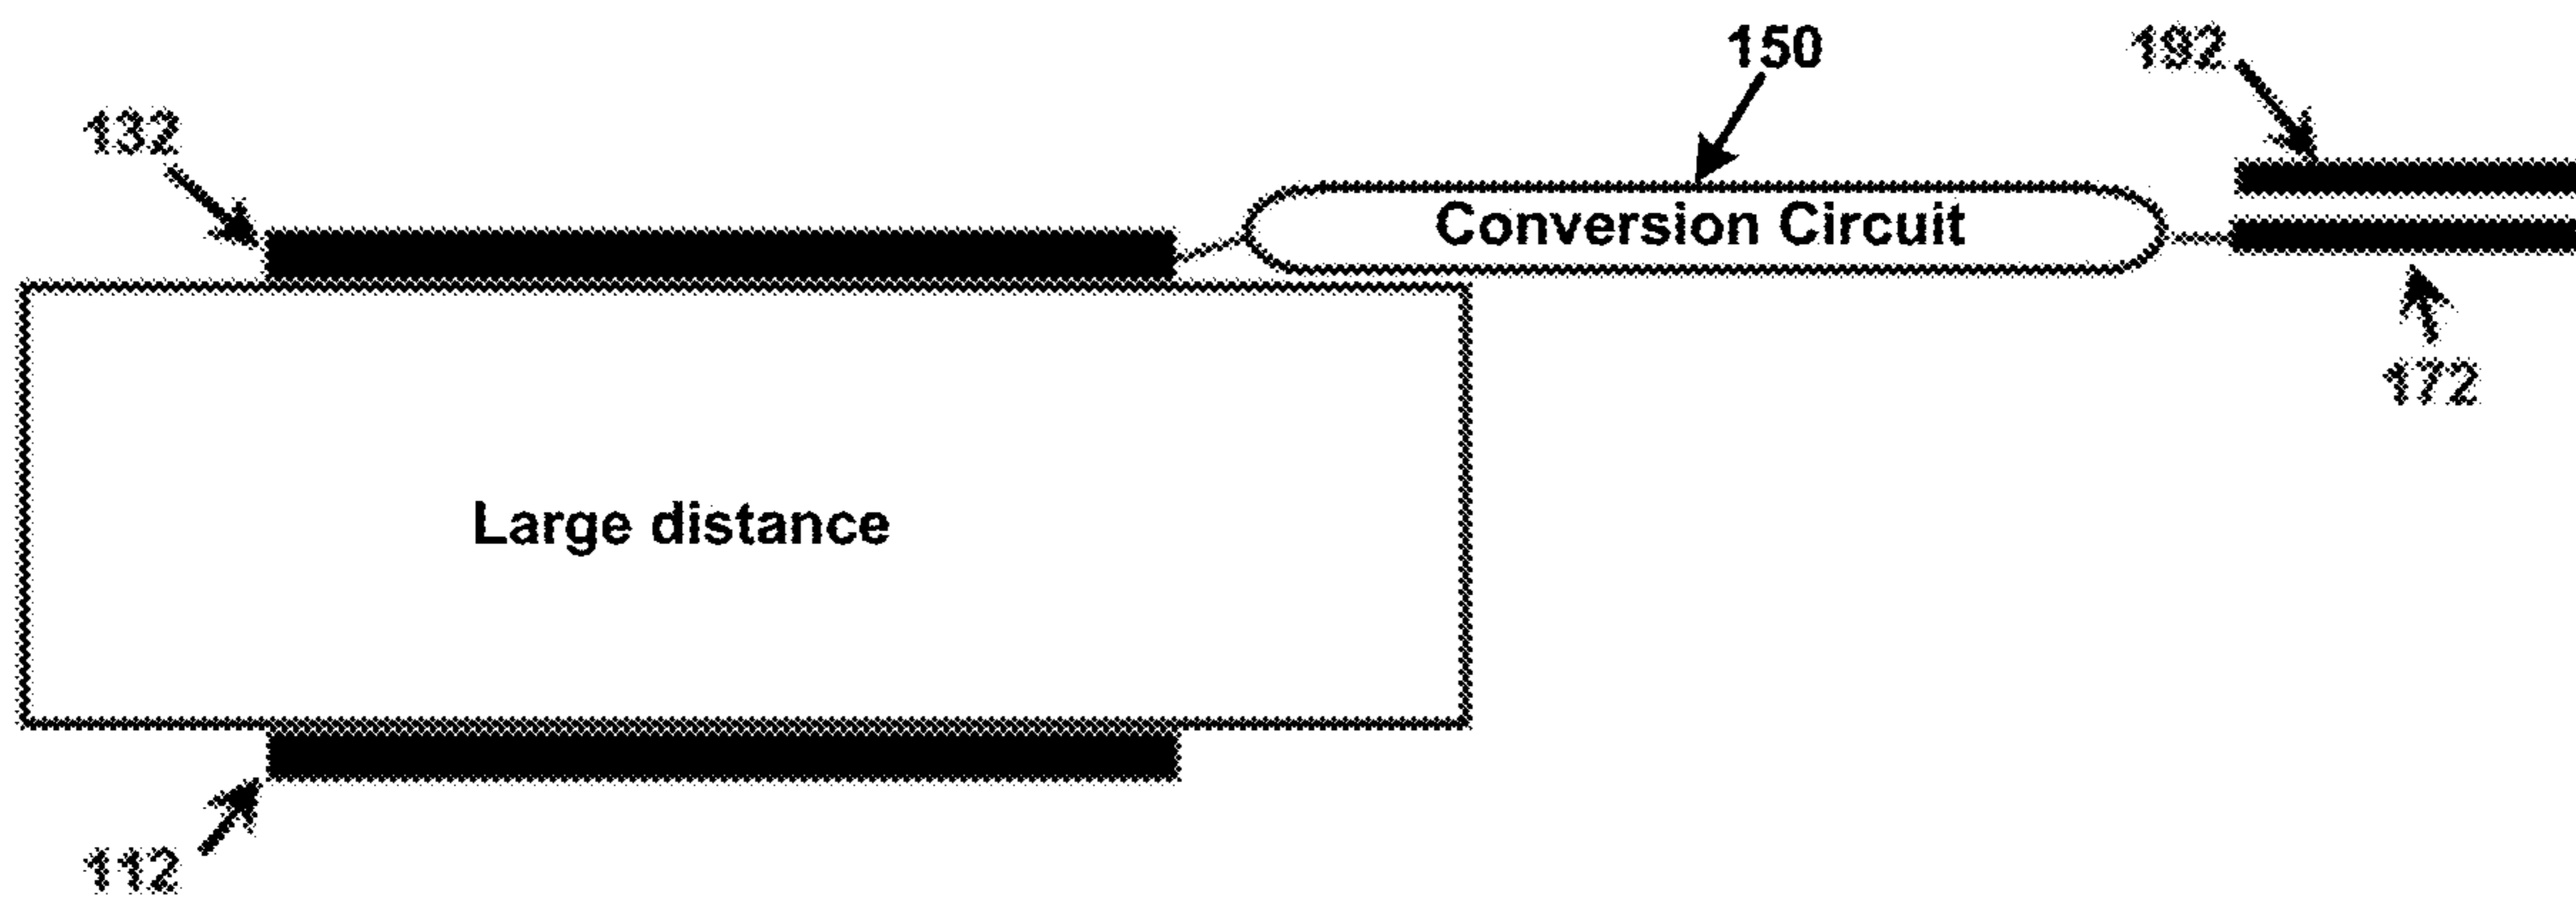 150
192
132
Conversion Circuit
172
Large distance
112